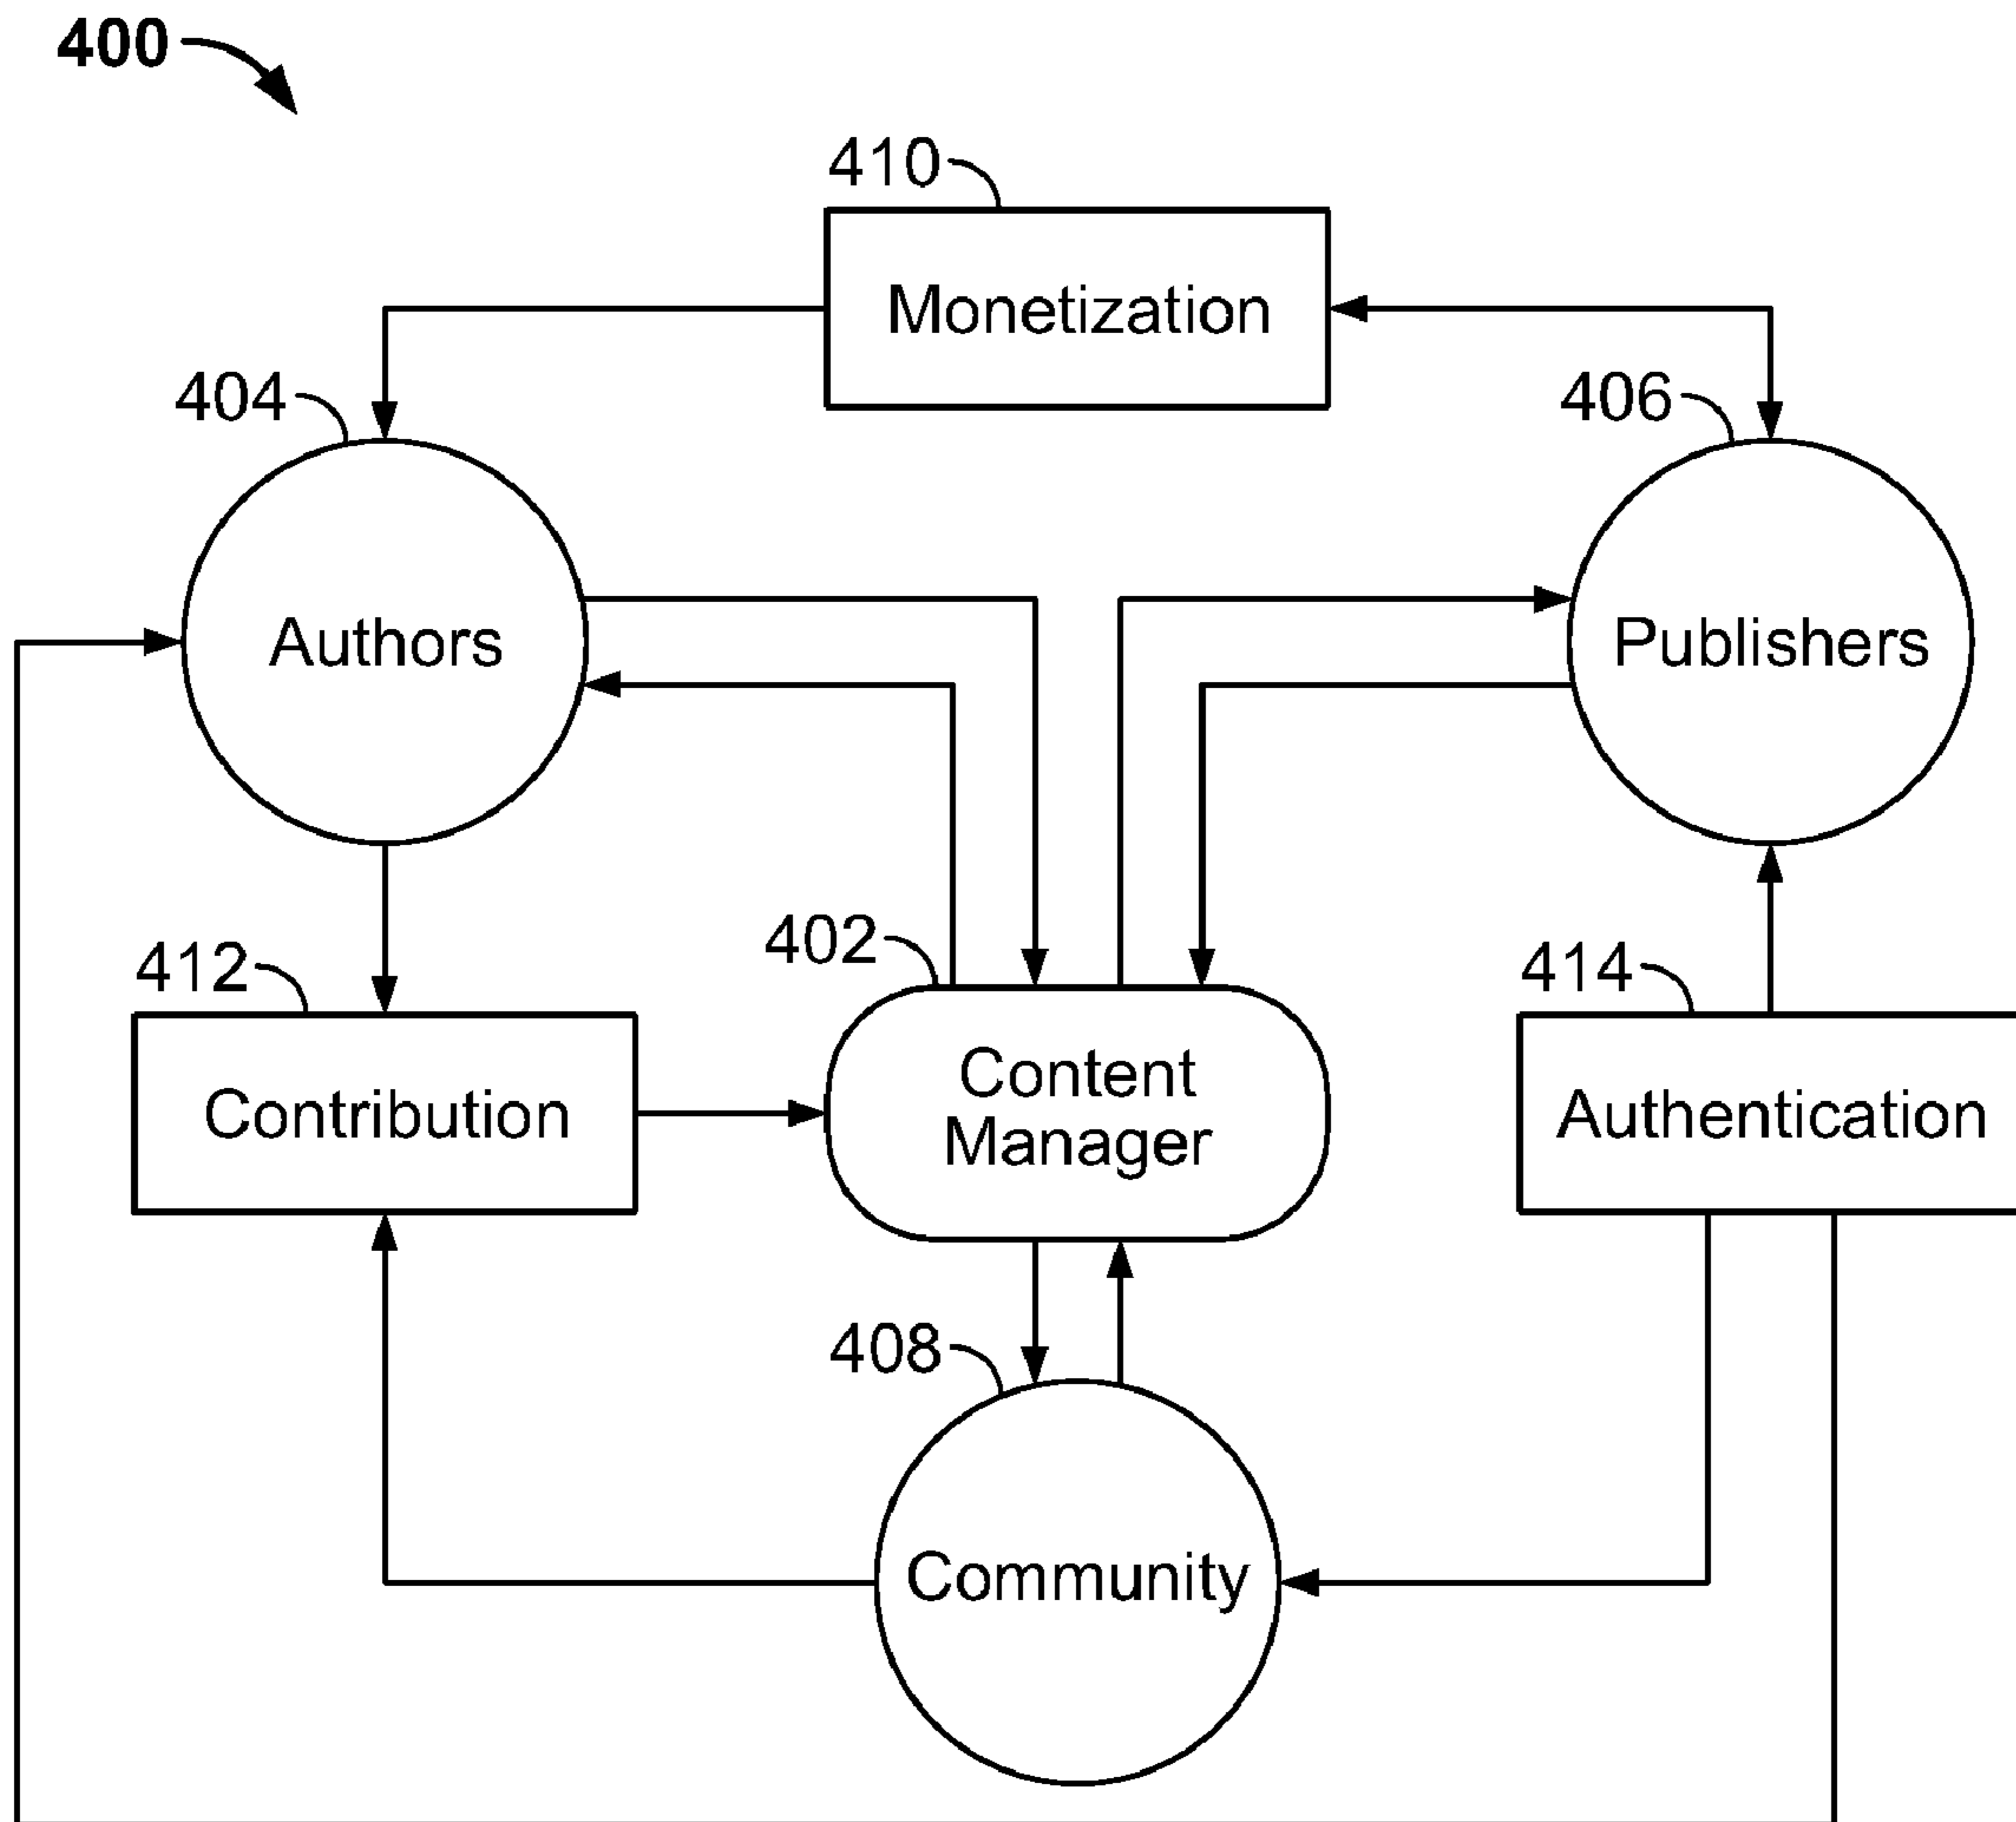 400
410
Monetization
404
406
Authors
Publishers
402
412
414
Content
Manager
Contribution
Authentication
408
Community